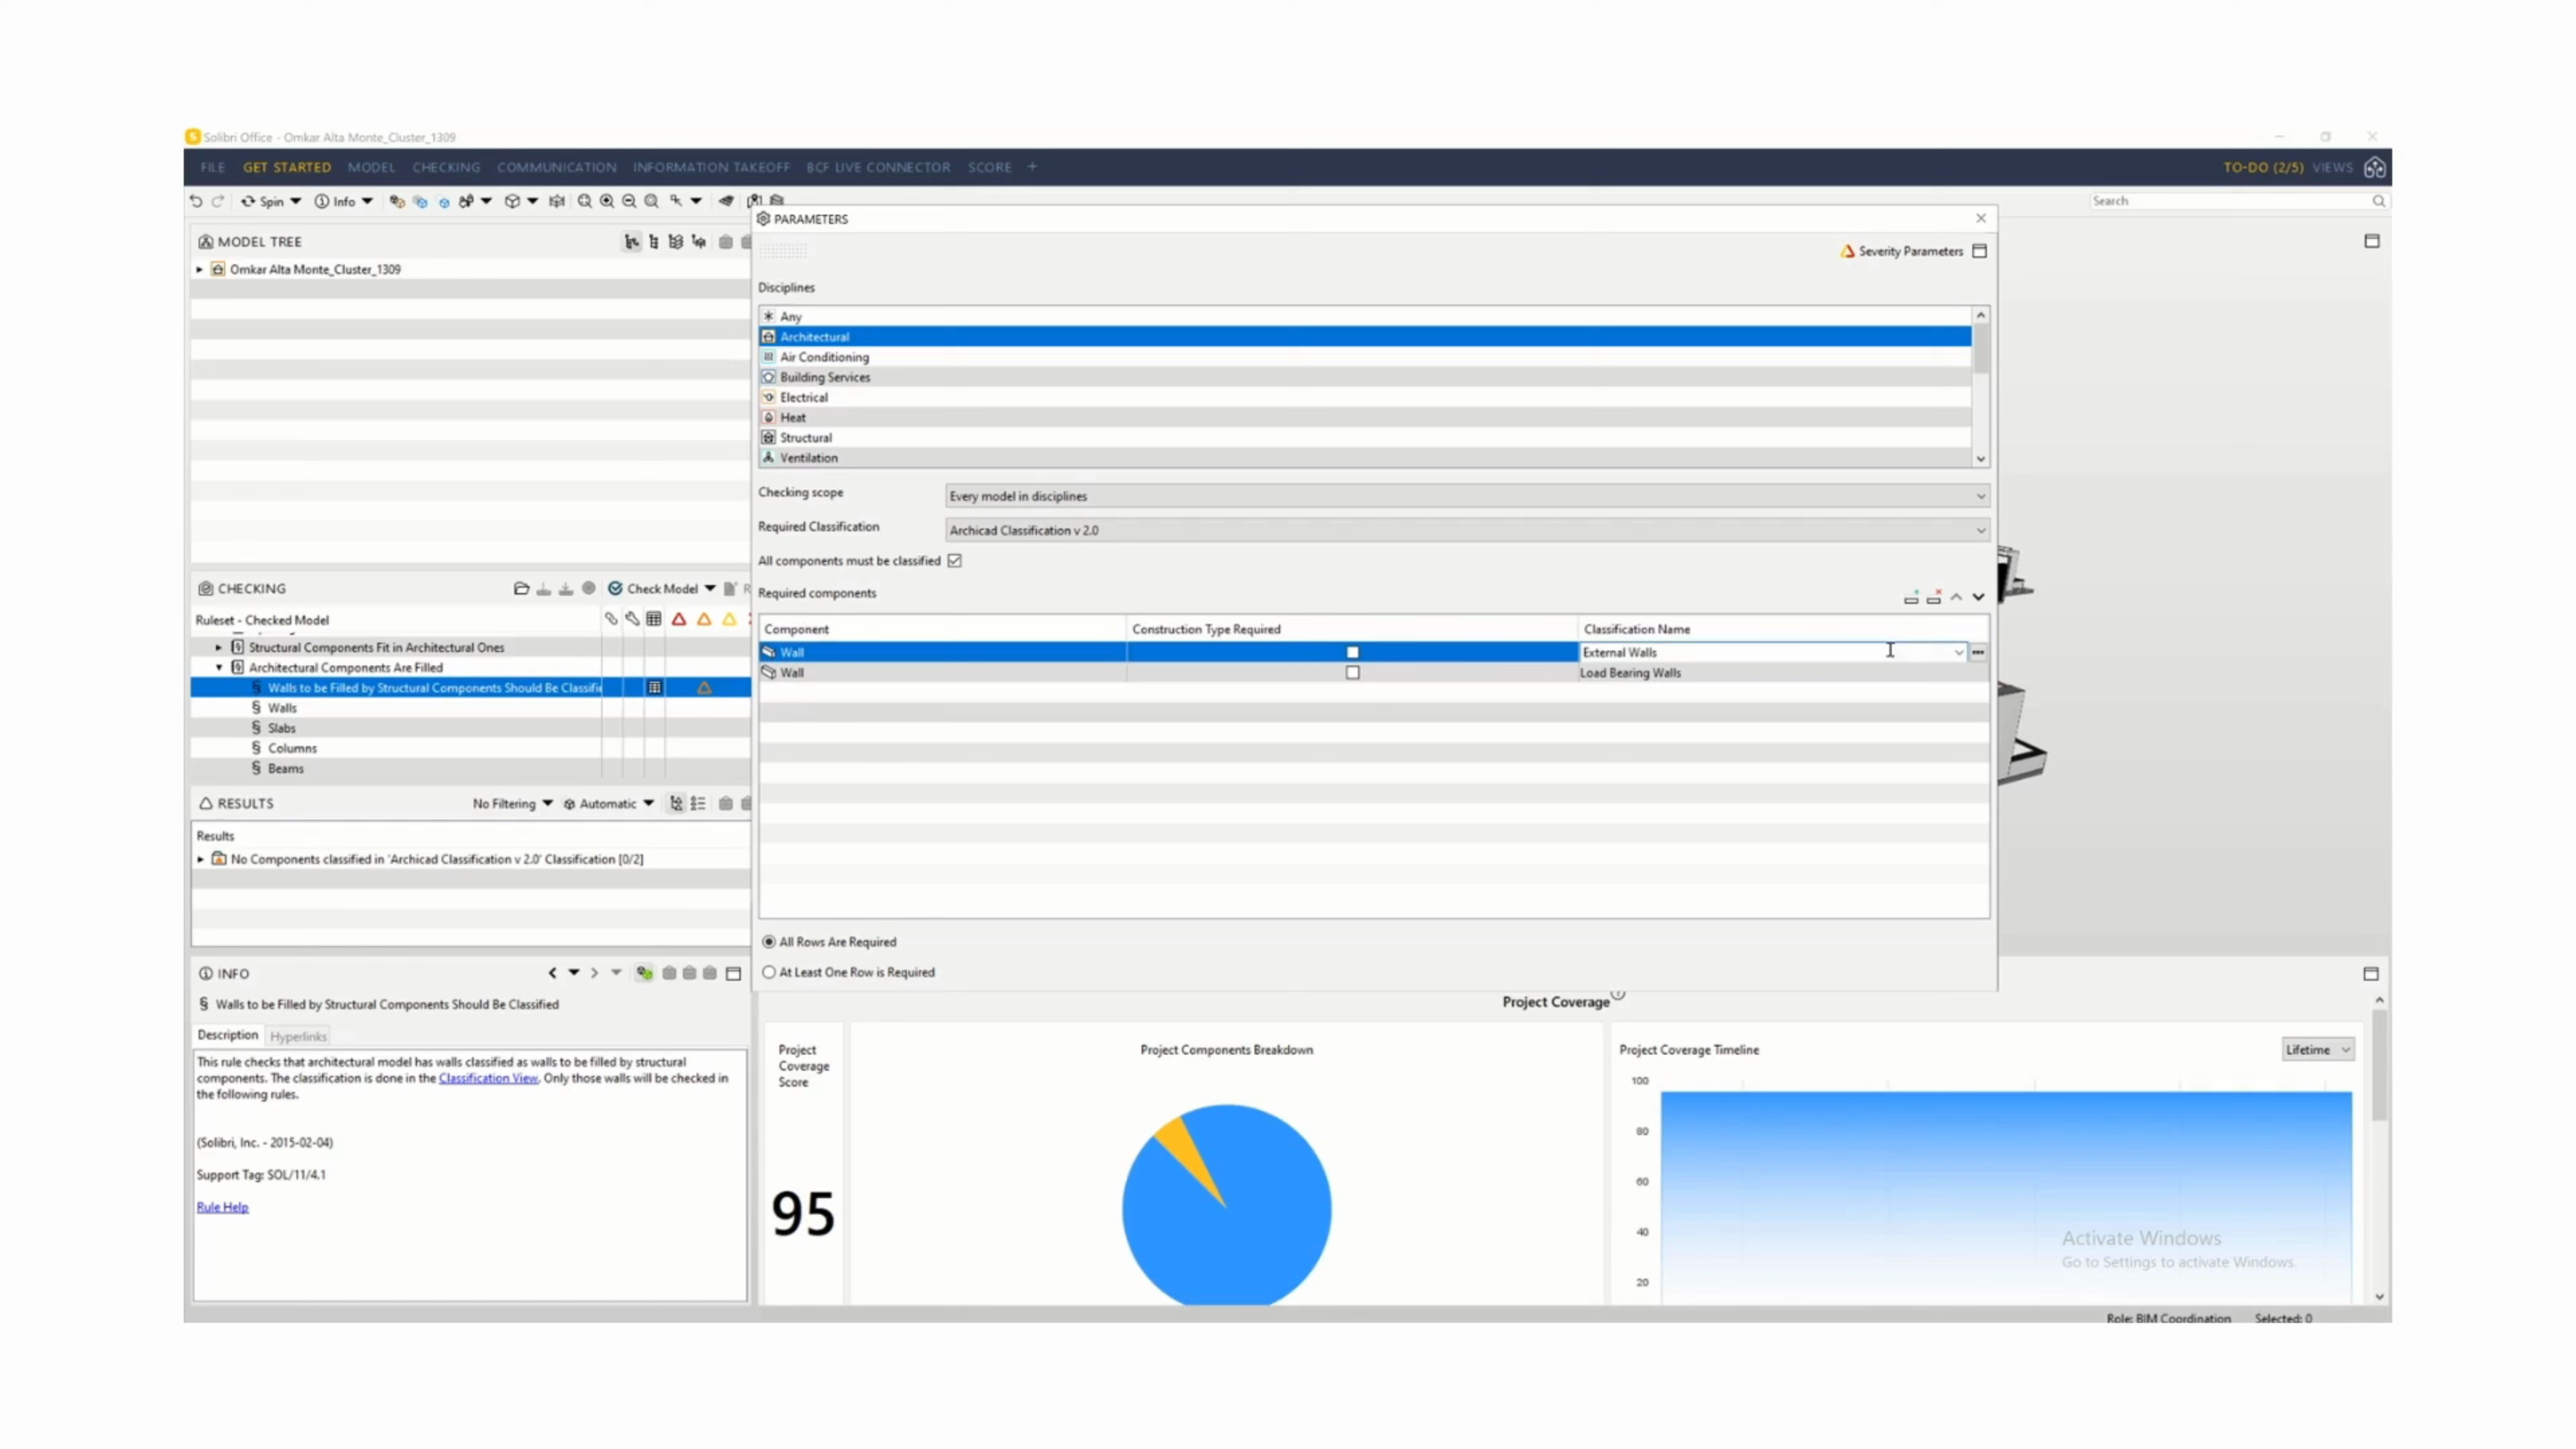 Solibri Office - Omkar Alta Monte_Cluster_1309
FILE GET STARTED MODEL CHECKING COMMUNICATION INFORMATION TAKEOFF BCF LIVE CONNECTOR SCORE + TO-DO (2/5) VIEWS
Spin Info Search
PARAMETERS
MODEL TREE
Severity Parameters
Omkar Alta Monte_Cluster_1309
Disciplines
Any
Architectural
Air Conditioning
Building Services
Electrical
Heat
Structural
Ventilation
Checking scope Every model in disciplines
Required Classification Archicad Classification v 2.0
All components must be classified
Required components
Component Construction Type Required Classification Name
Wall External Walls
Wall Load Bearing Walls
All Rows Are Required
At Least One Row is Required
CHECKING Check Model
Ruleset - Checked Model
Structural Components Fit in Architectural Ones
Architectural Components Are Filled
§ Walls to be Filled by Structural Components Should Be Classifie
§ Walls
§ Slabs
§ Columns
§ Beams
RESULTS No Filtering Automatic
Results
No Components classified in 'Archicad Classification v 2.0' Classification [0/2]
INFO
§ Walls to be Filled by Structural Components Should Be Classified
Description Hyperlinks
This rule checks that architectural model has walls classified as walls to be filled by structural
components. The classification is done in the Classification View. Only those walls will be checked in
the following rules.
(Solibri, Inc. - 2015-02-04)
Support Tag: SOL/11/4.1
Rule Help
Project Coverage
Project
Coverage
Score
95
Project Components Breakdown
Project Coverage Timeline
Lifetime
100
80
60
40
20
Activate Windows
Go to Settings to activate Windows.
Role: BIM Coordination Selected: 0